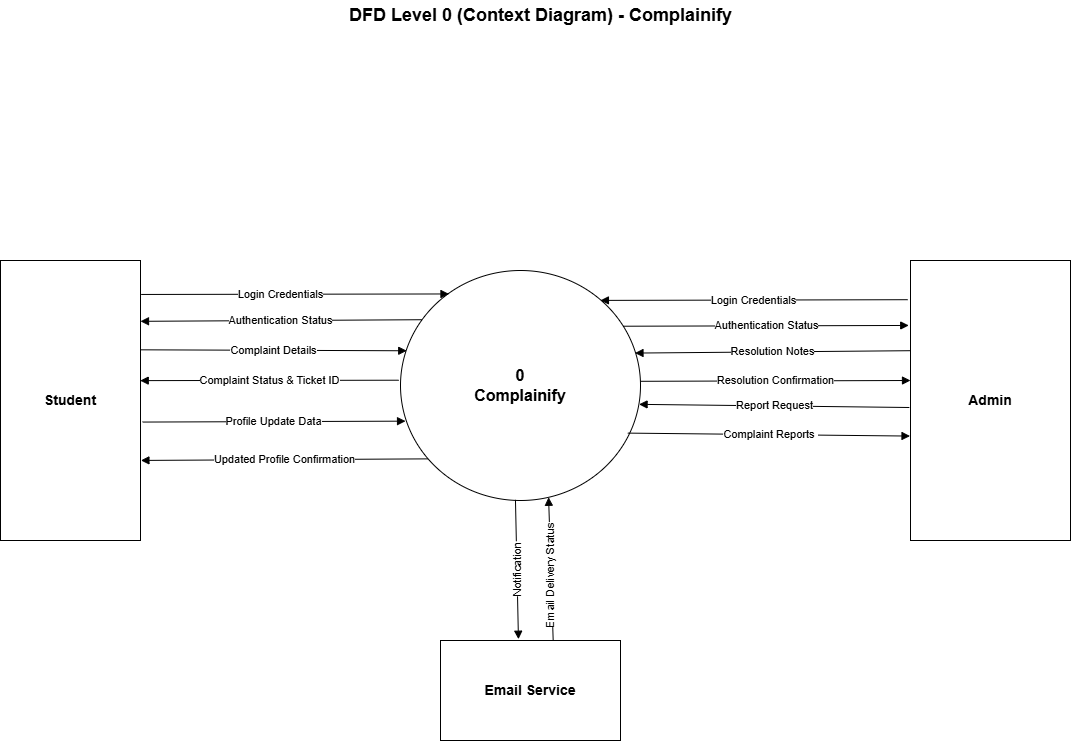 DFD Level 0 (Context Diagram) - Complainify
Student
Login Credentials
Authentication Status
Complaint Details
Complaint Status & Ticket ID
Profile Update Data
Updated Profile Confirmation
0
Complainify
Login Credentials
Authentication Status
Resolution Notes
Resolution Confirmation
Report Request
Complaint Reports
Admin
Notification
Email Delivery Status
Email Service